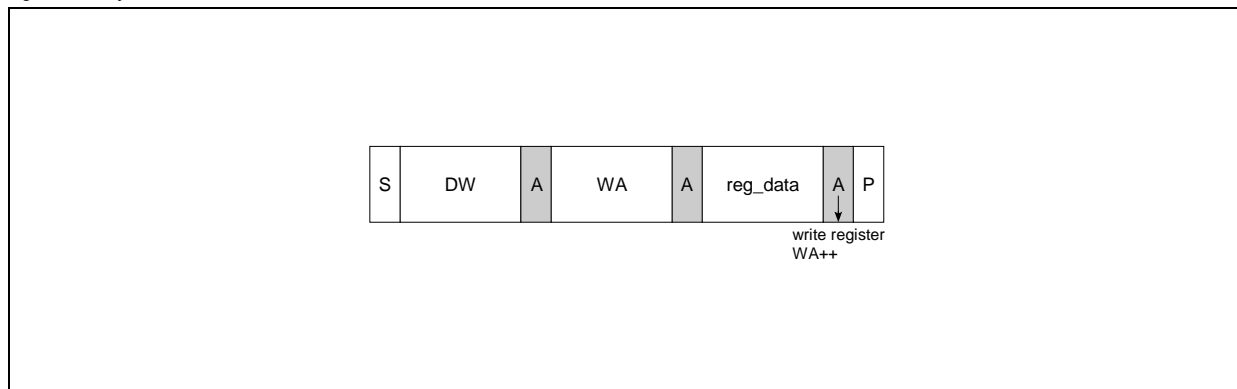 S DW A WA A reg_data A P
write register
WA++